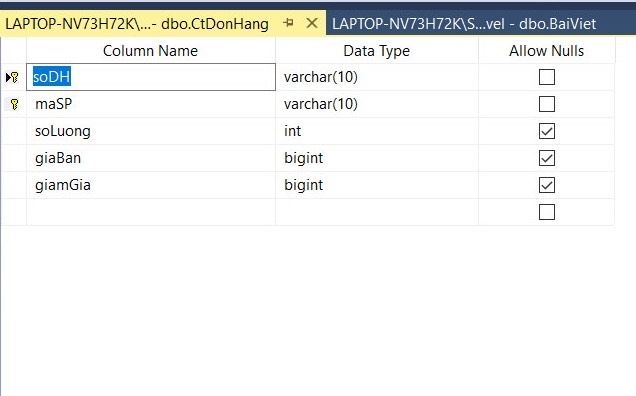 LAPTOP-NV73H72K\...- dbo.CtDonHang LAPTOP-NV73H72K\S...vel - dbo.BaiViet
Column Name Data Type Allow Nulls
soDH varchar(10)
maSP varchar(10)
soLuong int
giaBan bigint
giamGia bigint